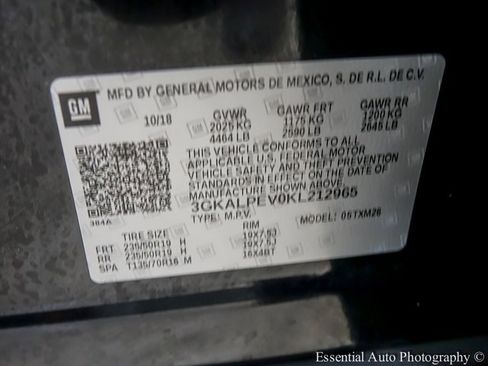 MFD BY GENERAL MOTORS DE MEXICO, S. DE R.L. DE C.V.
GM
10/18 GVWR GAWR FRT GAWR RR
2025 KG 1175 KG 1200 KG
4464 LB 2590 LB 2645 LB
THIS VEHICLE CONFORMS TO ALL
APPLICABLE U.S. FEDERAL MOTOR
VEHICLE SAFETY AND THEFT PREVENTION
STANDARDS IN EFFECT ON THE DATE OF
MANUFACTURE SHOWN ABOVE.
3GKALPEV0KL212965
384A TYPE: M.P.V. MODEL: 05TXM26
TIRE SIZE RIM
FRT 235/50R19 H 19X7.5J
RR 235/50R19 H 19X7.5J
SPA T135/70R16 M 16X4BT
Essential Auto Photography ©